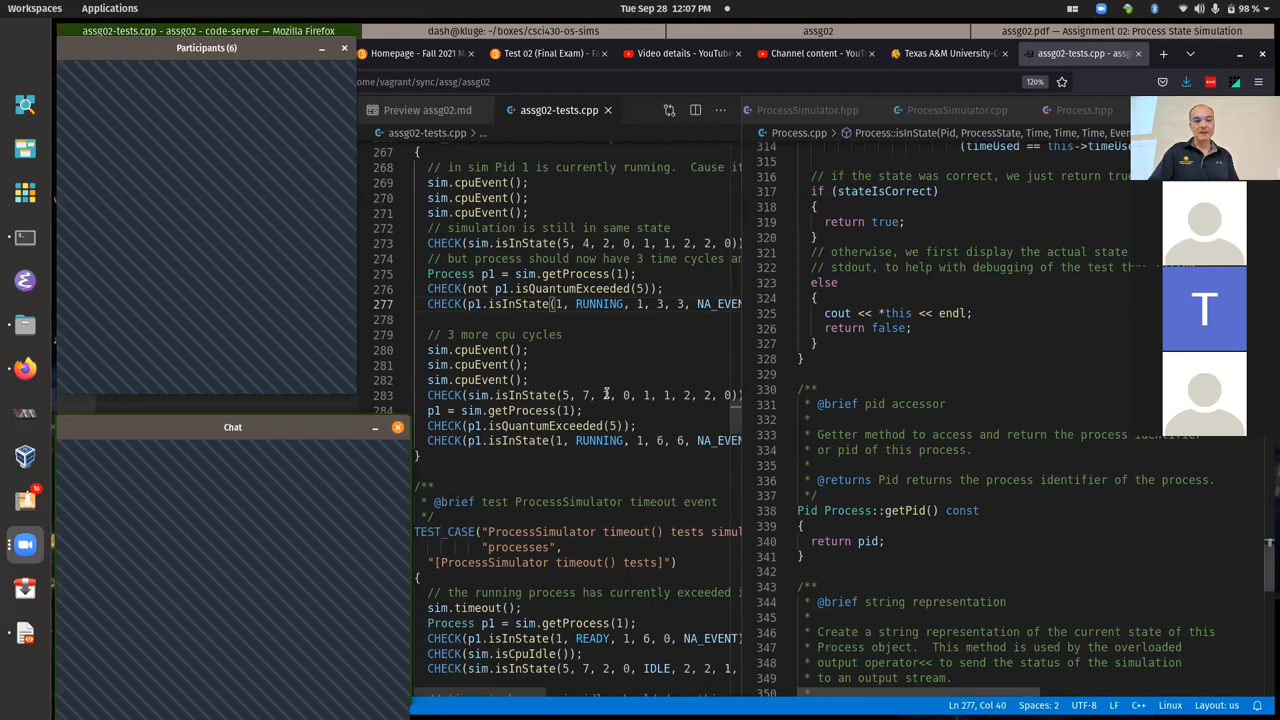 Workspaces Applications Tue Sep 28 12:07 PM 98 %
assg02-tests.cpp - assg02 - code-server — Mozilla Firefox dash@kluge: ~/boxes/csci430-os-sims assg02 assg02.pdf — Assignment 02: Process State Simulation
Participants (6)
Homepage - Fall 2021 M Test 02 (Final Exam) - Fa Video details - YouTube Channel content - YouT Texas A&M University-C assg02-tests.cpp - assg
ome/vagrant/sync/assg/assg02 120%
Preview assg02.md assg02-tests.cpp ProcessSimulator.hpp ProcessSimulator.cpp Process.hpp
assg02-tests.cpp > ...
267 {
268 // in sim Pid 1 is currently running. Cause it
269 sim.cpuEvent();
270 sim.cpuEvent();
271 sim.cpuEvent();
272 // simulation is still in same state
273 CHECK(sim.isInState(5, 4, 2, 0, 1, 1, 2, 2, 0))
274 // but process should now have 3 time cycles an
275 Process p1 = sim.getProcess(1);
276 CHECK(not p1.isQuantumExceeded(5));
277 CHECK(p1.isInState(1, RUNNING, 1, 3, 3, NA_EVEN
278
279 // 3 more cpu cycles
280 sim.cpuEvent();
281 sim.cpuEvent();
282 sim.cpuEvent();
283 CHECK(sim.isInState(5, 7, 2, 0, 1, 1, 2, 2, 0))
284 p1 = sim.getProcess(1);
285 CHECK(p1.isQuantumExceeded(5));
286 CHECK(p1.isInState(1, RUNNING, 1, 6, 6, NA_EVEN
}
/**
* @brief test ProcessSimulator timeout event
*/
TEST_CASE("ProcessSimulator timeout() tests simul
"processes",
"[ProcessSimulator timeout() tests]")
{
// the running process has currently exceeded i
sim.timeout();
Process p1 = sim.getProcess(1);
CHECK(p1.isInState(1, READY, 1, 6, 0, NA_EVENT)
CHECK(sim.isCpuIdle());
CHECK(sim.isInState(5, 7, 2, 0, IDLE, 2, 2, 1,
Process.cpp > Process::isInState(Pid, ProcessState, Time, Time, Time, Even
314 (timeUsed == this->timeUse
315
316 // if the state was correct, we just return true
317 if (stateIsCorrect)
318 {
319 return true;
320 }
321 // otherwise, we first display the actual state
322 // stdout, to help with debugging of the test
323 else
324 {
325 cout << *this << endl;
326 return false;
327 }
328 }
329
330 /**
331 * @brief pid accessor
332 *
333 * Getter method to access and return the process identifier
334 * or pid of this process.
335 *
336 * @returns Pid returns the process identifier of the process.
337 */
338 Pid Process::getPid() const
339 {
340 return pid;
341 }
342
343 /**
344 * @brief string representation
345 *
346 * Create a string representation of the current state of this
347 * Process object. This method is used by the overloaded
348 * output operator<< to send the status of the simulation
349 * to an output stream.
350 *
T
Chat
Ln 277, Col 40 Spaces: 2 UTF-8 LF C++ Linux Layout: us